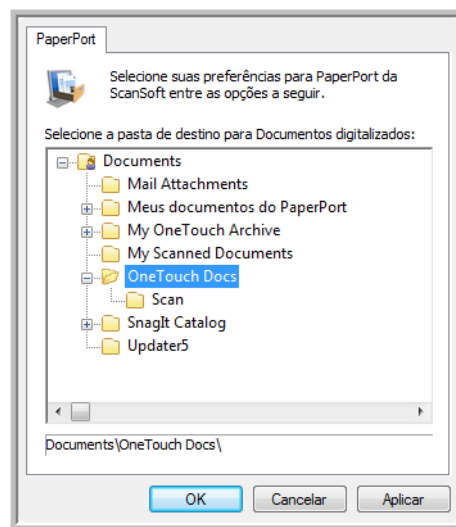 PaperPort
Selecione suas preferências para PaperPort da
ScanSoft entre as opções a seguir.
Selecione a pasta de destino para Documentos digitalizados:
Documents
Mail Attachments
Meus documentos do PaperPort
My OneTouch Archive
My Scanned Documents
OneTouch Docs
Scan
SnagIt Catalog
Updater5
Documents\OneTouch Docs\
OK
Cancelar
Aplicar